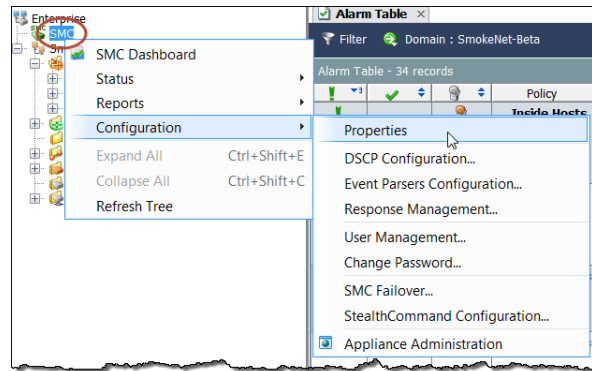 Enterprise
SMC
Sm
SMC Dashboard
Status
Reports
Configuration
Expand All Ctrl+Shift+E
Collapse All Ctrl+Shift+C
Refresh Tree
Alarm Table ×
Filter Domain : SmokeNet-Beta
Alarm Table - 34 records
3 Policy
Inside Hosts
Properties
DSCP Configuration...
Event Parsers Configuration...
Response Management...
User Management...
Change Password...
SMC Failover...
StealthCommand Configuration...
Appliance Administration